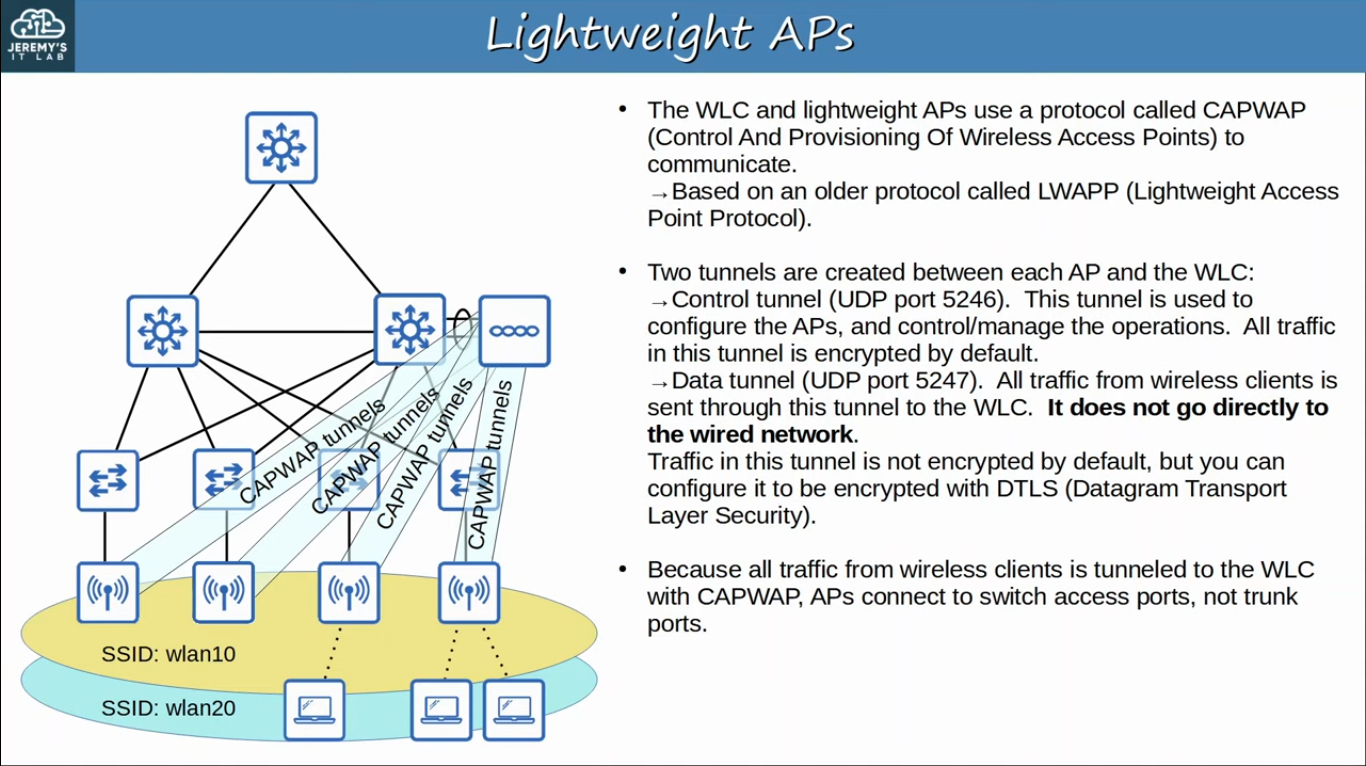 JEREMY'S
IT LAB
Lightweight APs
• The WLC and lightweight APs use a protocol called CAPWAP
(Control And Provisioning Of Wireless Access Points) to
communicate.
→Based on an older protocol called LWAPP (Lightweight Access
Point Protocol).
• Two tunnels are created between each AP and the WLC:
→Control tunnel (UDP port 5246).  This tunnel is used to
configure the APs, and control/manage the operations.  All traffic
in this tunnel is encrypted by default.
→Data tunnel (UDP port 5247).  All traffic from wireless clients is
sent through this tunnel to the WLC.  It does not go directly to
the wired network.
Traffic in this tunnel is not encrypted by default, but you can
configure it to be encrypted with DTLS (Datagram Transport
Layer Security).
• Because all traffic from wireless clients is tunneled to the WLC
with CAPWAP, APs connect to switch access ports, not trunk
ports.
CAPWAP tunnels
CAPWAP tunnels
CAPWAP tunnels
CAPWAP tunnels
SSID: wlan10
SSID: wlan20